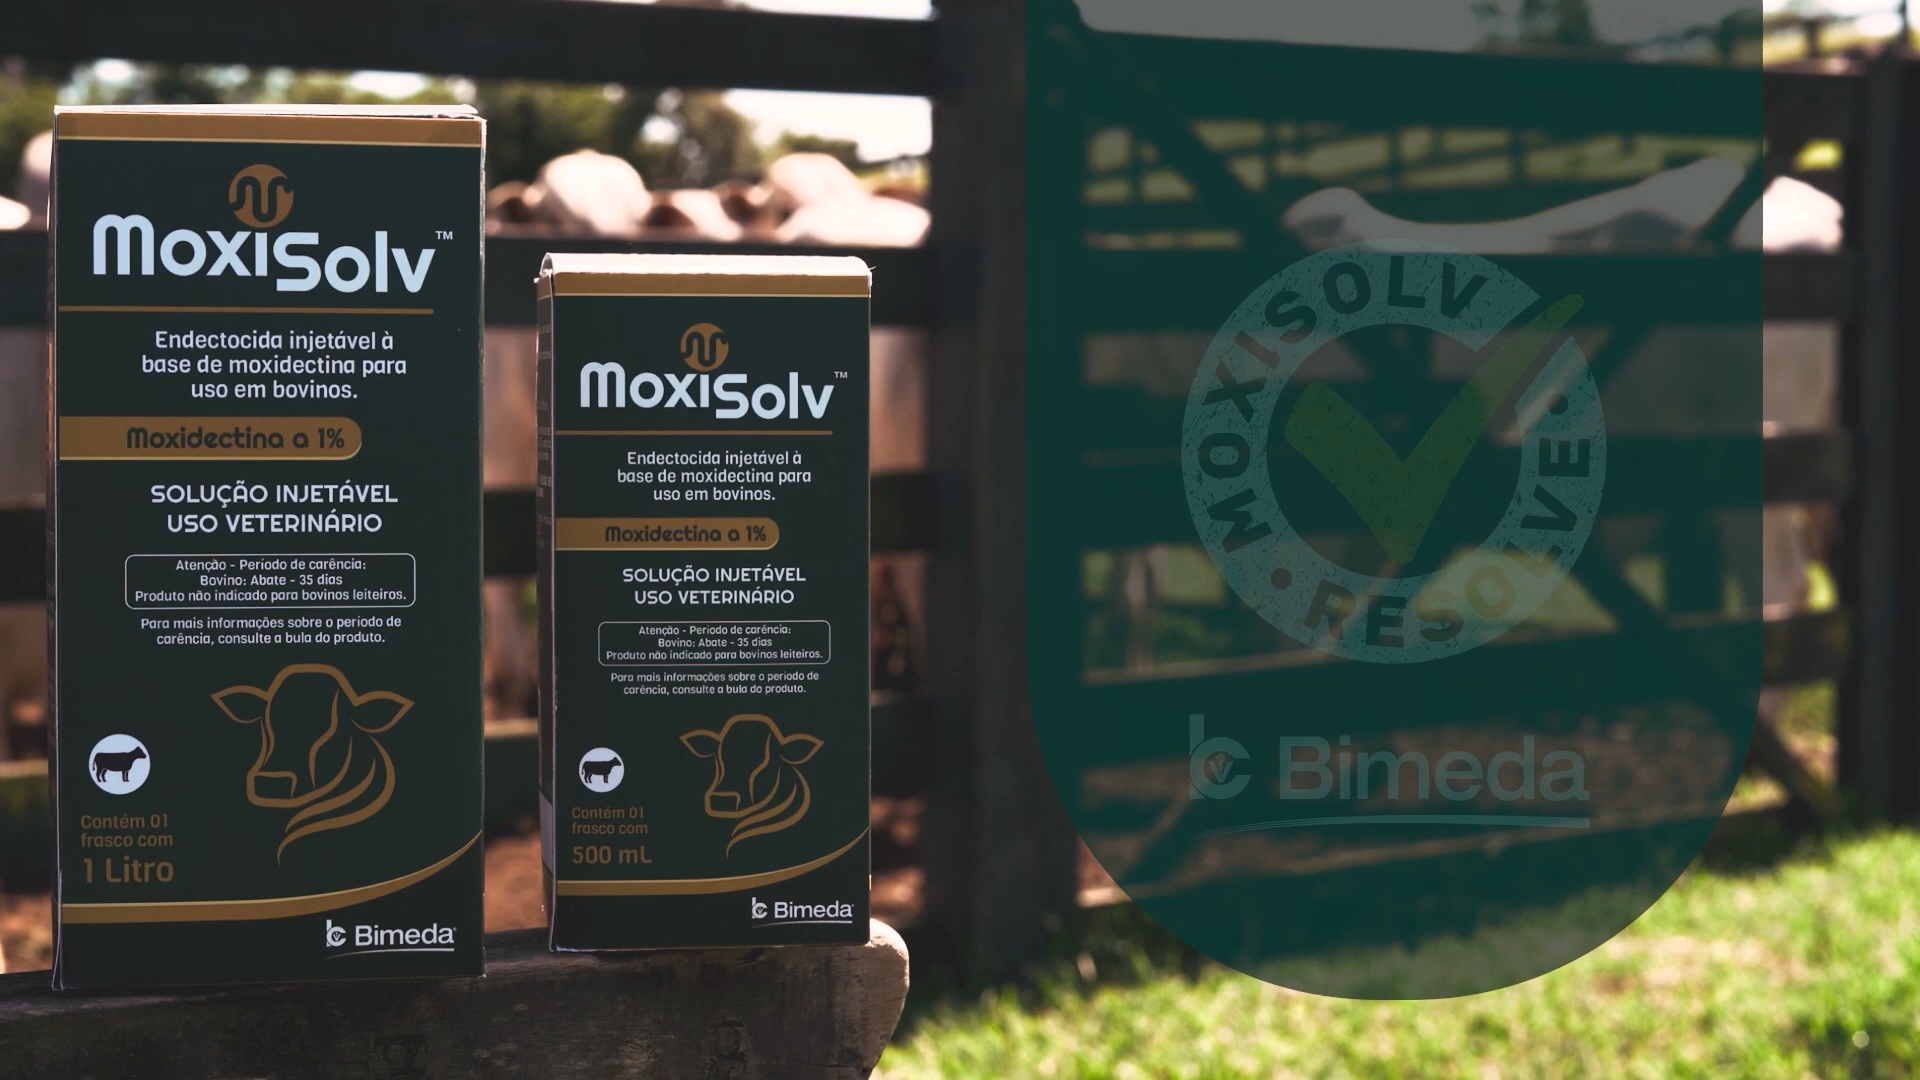 MoxiSolv™
Endectocida injetável à
base de moxidectina para
uso em bovinos.
Moxidectina a 1%
SOLUÇÃO INJETÁVEL
USO VETERINÁRIO
Atenção - Período de carência:
Bovino: Abate - 35 dias
Produto não indicado para bovinos leiteiros.
Para mais informações sobre o período de
carência, consulte a bula do produto.
Contém 01
frasco com
1 Litro
Bimeda®
MoxiSolv™
Endectocida injetável à
base de moxidectina para
uso em bovinos.
Moxidectina a 1%
SOLUÇÃO INJETÁVEL
USO VETERINÁRIO
Atenção - Período de carência:
Bovino: Abate - 35 dias
Produto não indicado para bovinos leiteiros.
Para mais informações sobre o período de
carência, consulte a bula do produto.
Contém 01
frasco com
500 mL
Bimeda®
MOXISOLV
• RESOLVE •
Bimeda®